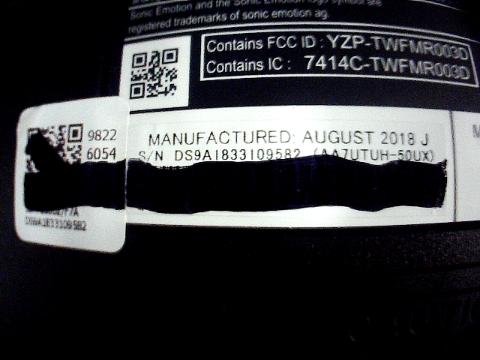 Sonic Emotion and the Sonic Emotion logo symbol are
registered trademarks of sonic emotion ag.
Contains FCC ID : YZP-TWFMR003D
Contains IC : 7414C-TWFMR003D
9822
6054
MANUFACTURED: AUGUST 2018 J
S/N DS9A1833109582 (AA7UTUH-50UX)
DS9A1833109582
M